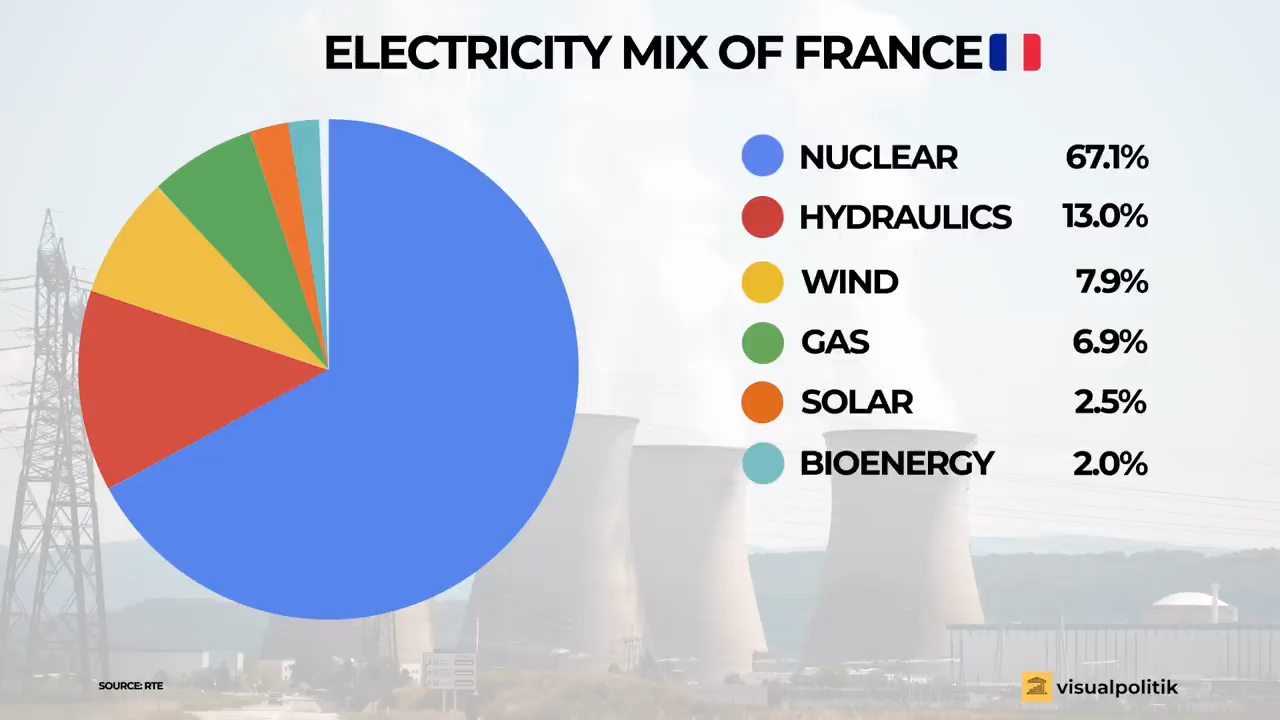 ELECTRICITY MIX OF FRANCE
NUCLEAR 67.1%
HYDRAULICS 13.0%
WIND 7.9%
GAS 6.9%
SOLAR 2.5%
BIOENERGY 2.0%
SOURCE: RTE
visualpolitik